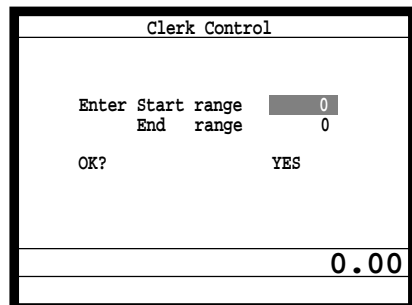 Clerk Control
Enter Start range 0
End range 0
OK? YES
0.00